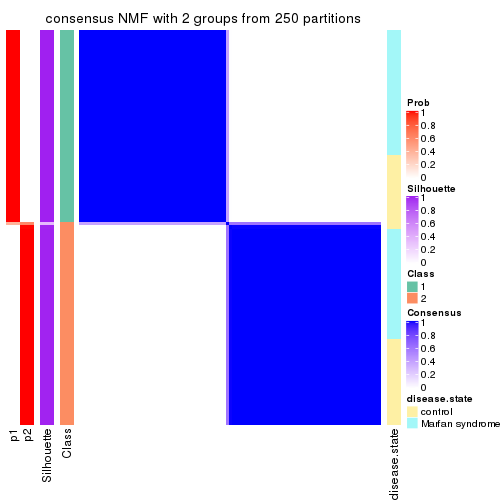 consensus NMF with 2 groups from 250 partitions
Prob
1
0.8
0.6
0.4
0.2
0
Silhouette
1
0.8
0.6
0.4
0.2
0
Class
1
2
Consensus
1
0.8
0.6
0.4
0.2
0
disease.state
control
Marfan syndrome
p1
p2
Silhouette
Class
disease.state